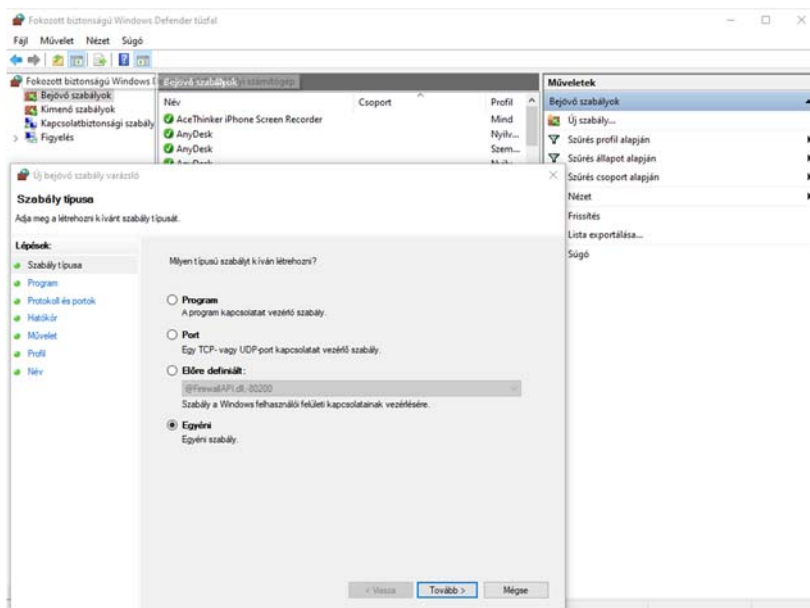 Fokozott biztonságú Windows Defender tűzfal
Fájl Művelet Nézet Súgó
Fokozott biztonságú Windows D
Bejövő szabályok
Kimenő szabályok
Kapcsolatbiztonsági szabály
Figyelés
Bejövő szabályok
Név Csoport Profil
AceThinker iPhone Screen Recorder Mind
AnyDesk Nyilv...
AnyDesk Szem...
Műveletek
Bejövő szabályok
Új szabály...
Szűrés profil alapján
Szűrés állapot alapján
Szűrés csoport alapján
Nézet
Frissítés
Lista exportálása...
Súgó
Új bejövő szabály varázsló
Szabály típusa
Adja meg a létrehozni kívánt szabály típusát.
Lépések:
Szabály típusa
Program
Protokoll és portok
Hatókör
Művelet
Profil
Név
Milyen típusú szabályt kíván létrehozni?
Program
A program kapcsolatait vezérlő szabály.
Port
Egy TCP- vagy UDP-port kapcsolatait vezérlő szabály.
Előre definiált:
@FirewallAPI.dll,-80200
Szabály a Windows felhasználói felületi kapcsolatainak vezérlésére.
Egyéni
Egyéni szabály.
< Vissza Tovább > Mégse